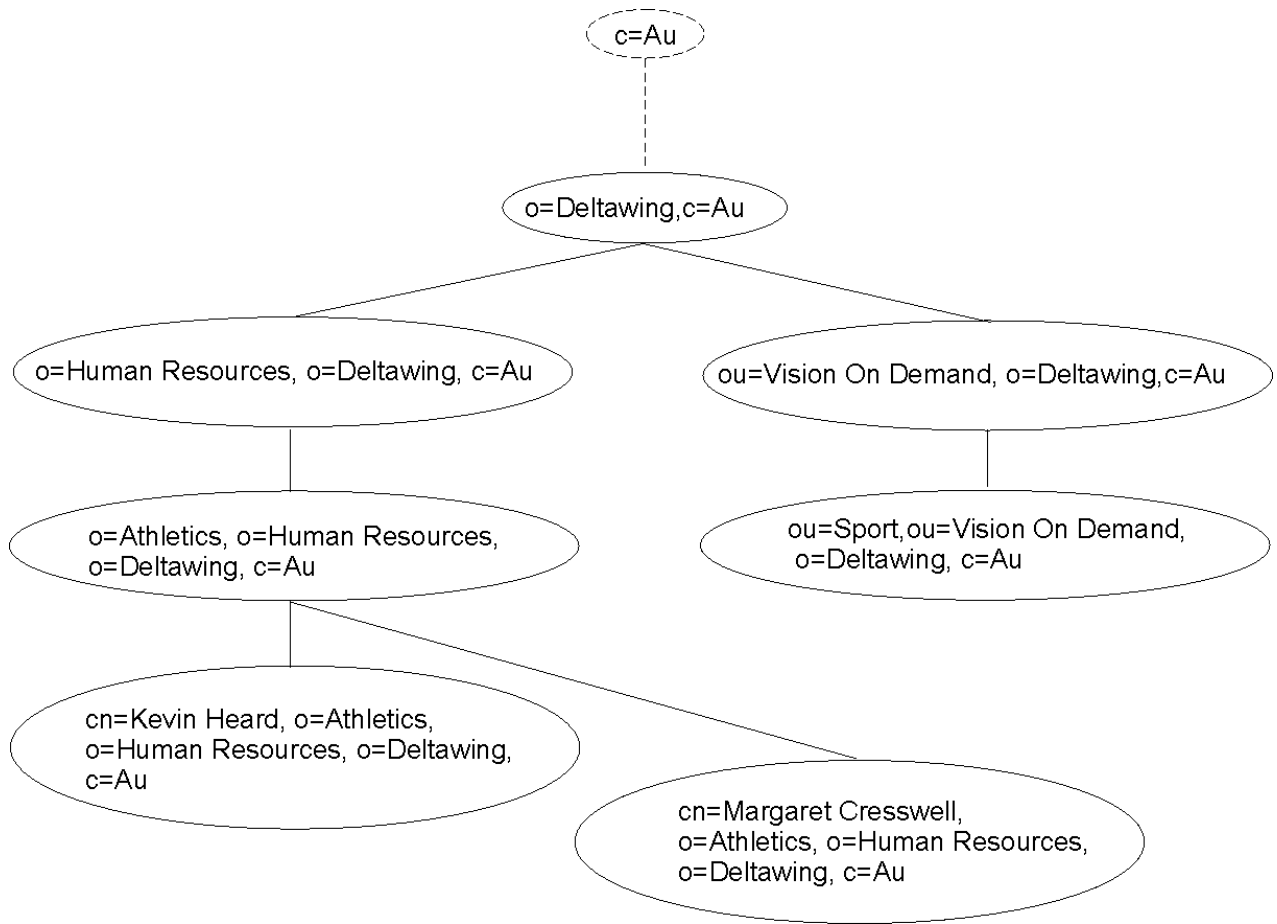 c=Au
o=Deltawing,c=Au
o=Human Resources, o=Deltawing, c=Au
ou=Vision On Demand, o=Deltawing,c=Au
o=Athletics, o=Human Resources,
o=Deltawing, c=Au
ou=Sport,ou=Vision On Demand,
o=Deltawing, c=Au
cn=Kevin Heard, o=Athletics,
o=Human Resources, o=Deltawing,
c=Au
cn=Margaret Cresswell,
o=Athletics, o=Human Resources,
o=Deltawing, c=Au